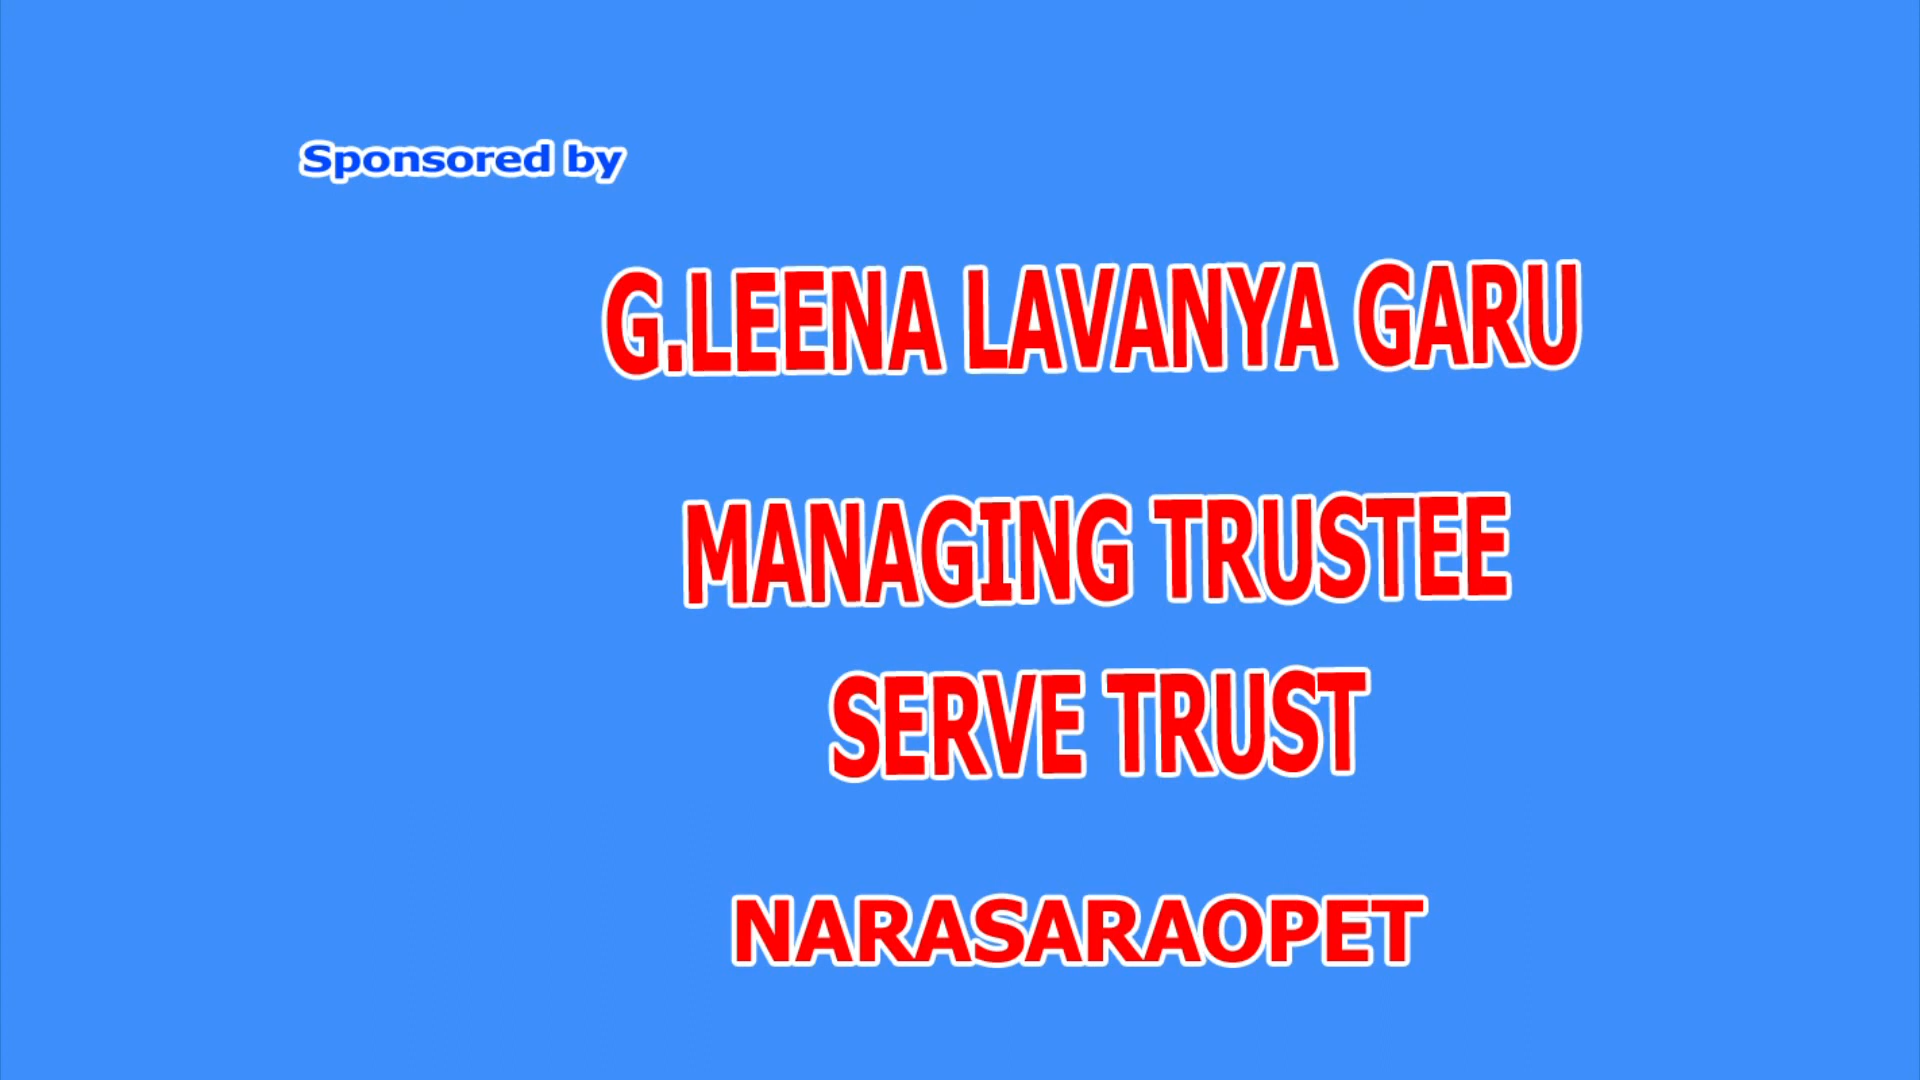 Sponsored by
G.LEENA LAVANYA GARU
MANAGING TRUSTEE
SERVE TRUST
NARASARAOPET